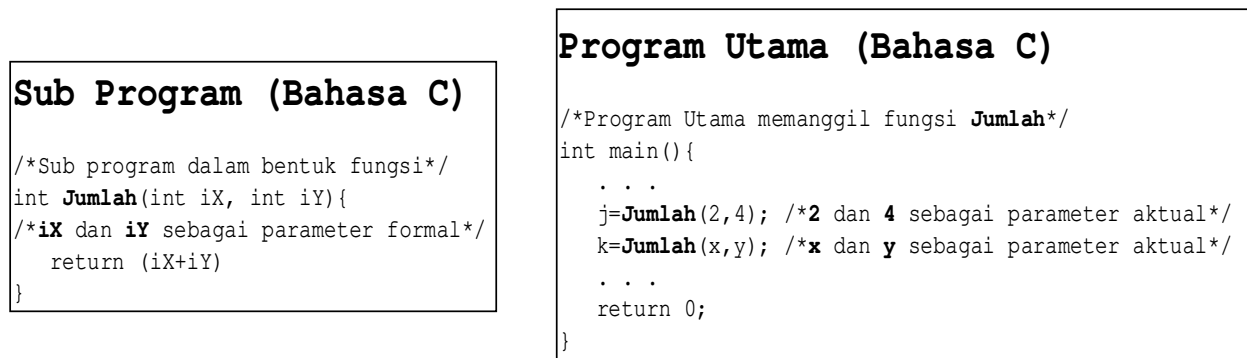 Sub Program (Bahasa C)
/*Sub program dalam bentuk fungsi*/
int Jumlah(int iX, int iY){
/*iX dan iY sebagai parameter formal*/
return (iX+iY)
}
Program Utama (Bahasa C)
/*Program Utama memanggil fungsi Jumlah*/
int main(){
. . .
j=Jumlah(2,4); /*2 dan 4 sebagai parameter aktual*/
k=Jumlah(x,y); /*x dan y sebagai parameter aktual*/
. . .
return 0;
}